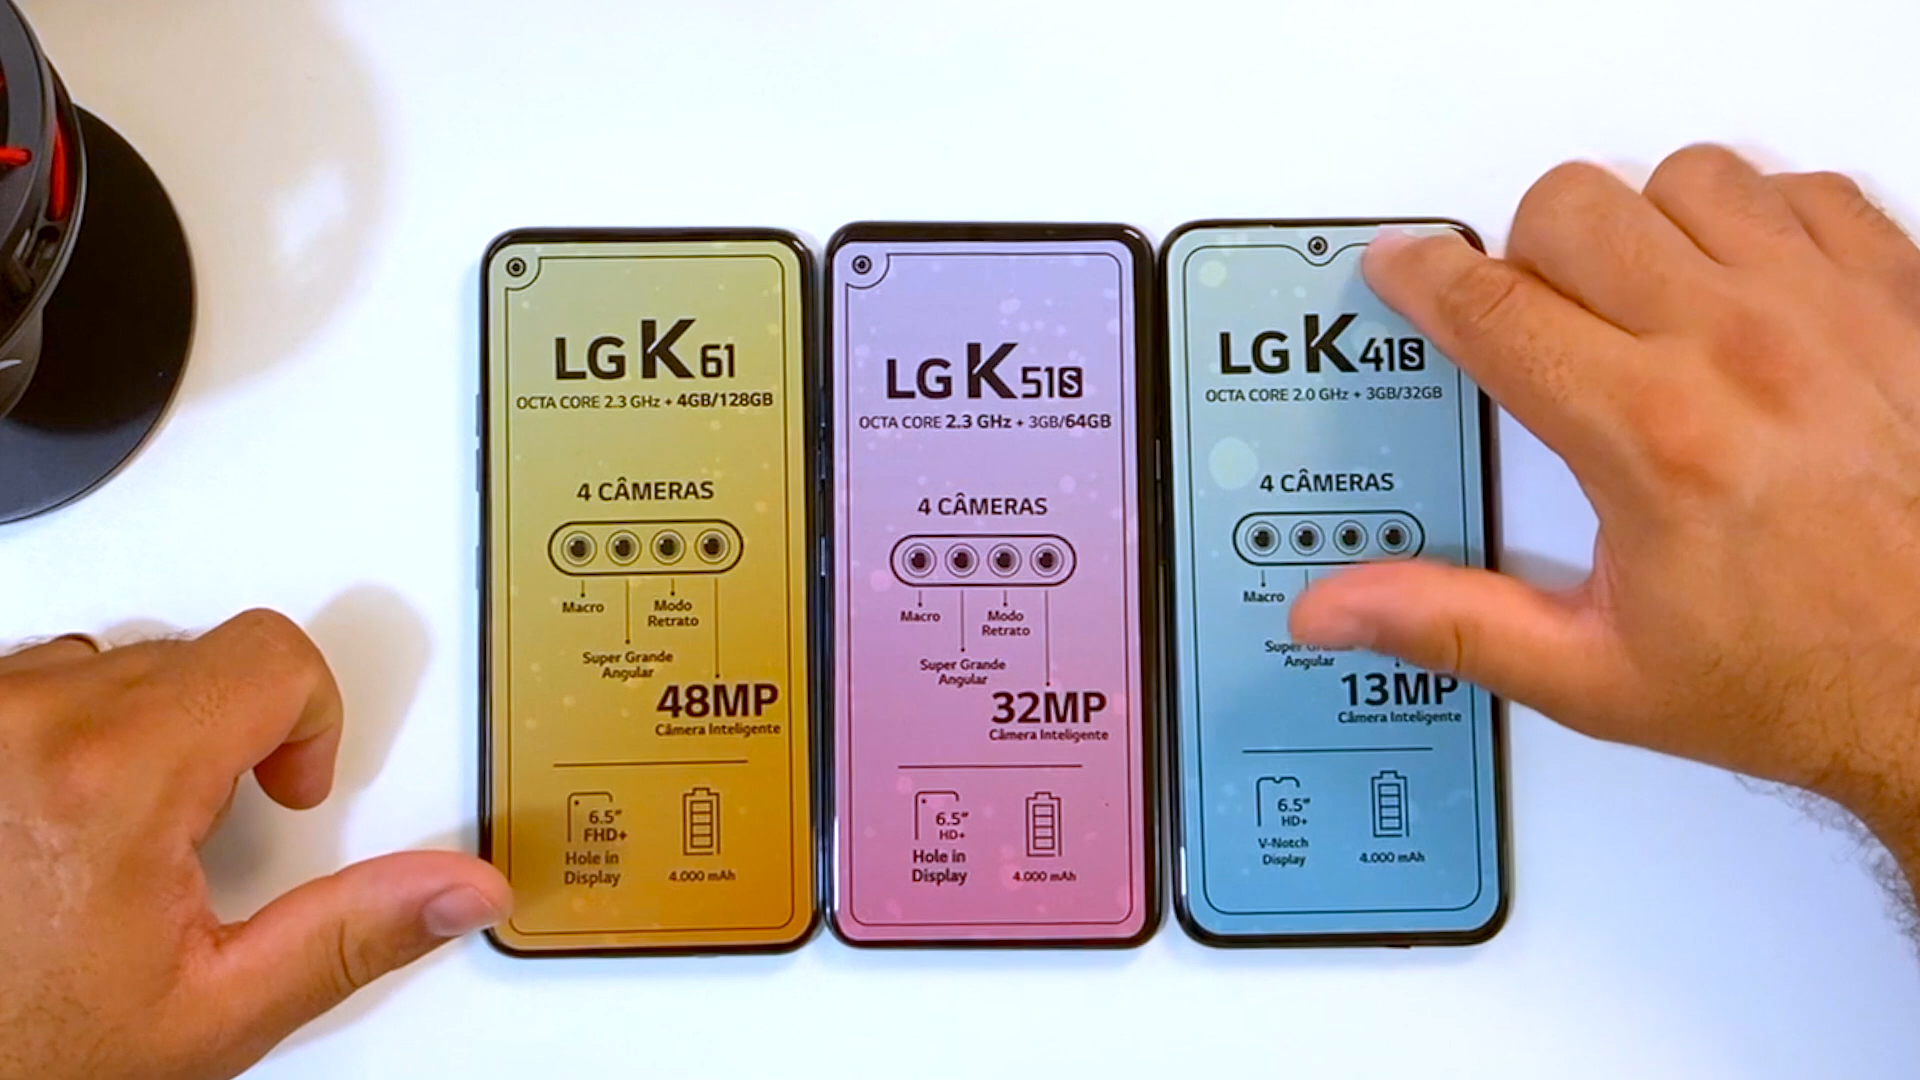 LG K61
OCTA CORE 2.3 GHz + 4GB/128GB
4 CÂMERAS
Macro
Modo
Retrato
Super Grande
Angular
48MP
Câmera Inteligente
6.5"
FHD+
Hole in
Display
4.000 mAh
LG K51S
OCTA CORE 2.3 GHz + 3GB/64GB
4 CÂMERAS
Macro
Modo
Retrato
Super Grande
Angular
32MP
Câmera Inteligente
6.5"
HD+
Hole in
Display
4.000 mAh
LG K41S
OCTA CORE 2.0 GHz + 3GB/32GB
4 CÂMERAS
Macro
Super Grande
Angular
13MP
Câmera Inteligente
6.5"
HD+
V-Notch
Display
4.000 mAh